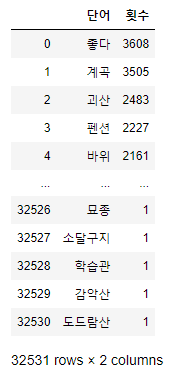 단어 횟수
0 좋다 3608
1 계곡 3505
2 괴산 2483
3 펜션 2227
4 바위 2161
... ... ...
32526 묘종 1
32527 소달구지 1
32528 학습관 1
32529 감악산 1
32530 도드람산 1
32531 rows × 2 columns